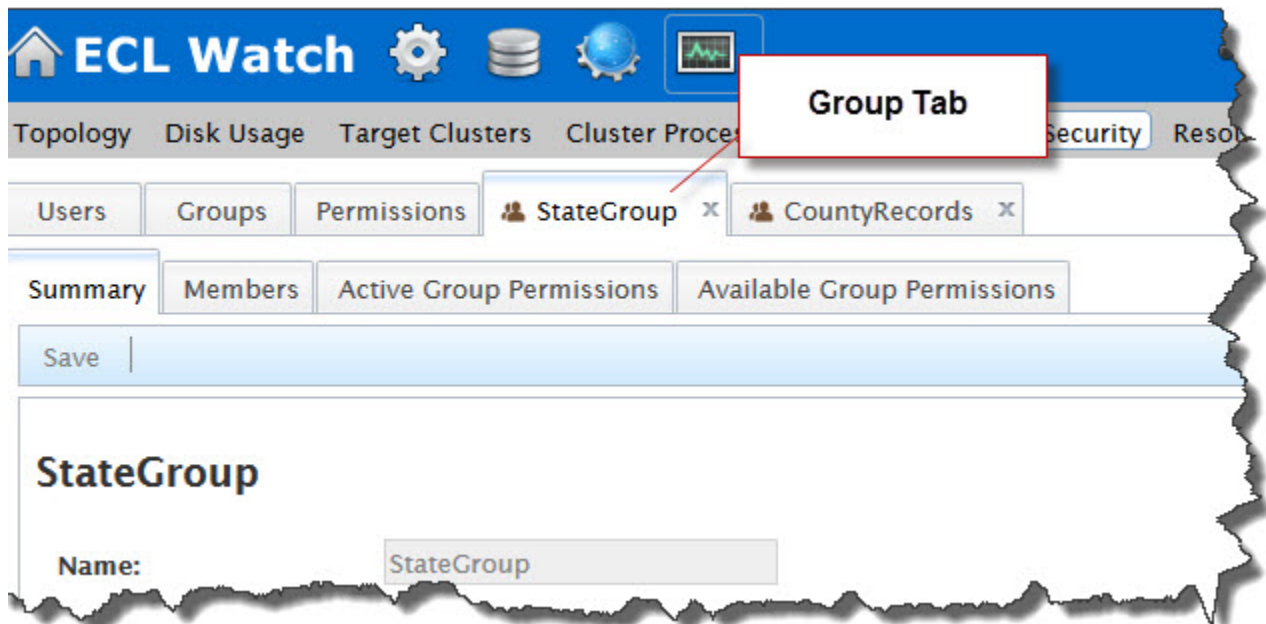 ECL Watch
Group Tab
Topology Disk Usage Target Clusters Cluster Security
Users Groups Permissions StateGroup x CountyRecords x
Summary Members Active Group Permissions Available Group Permissions
Save
StateGroup
Name: StateGroup